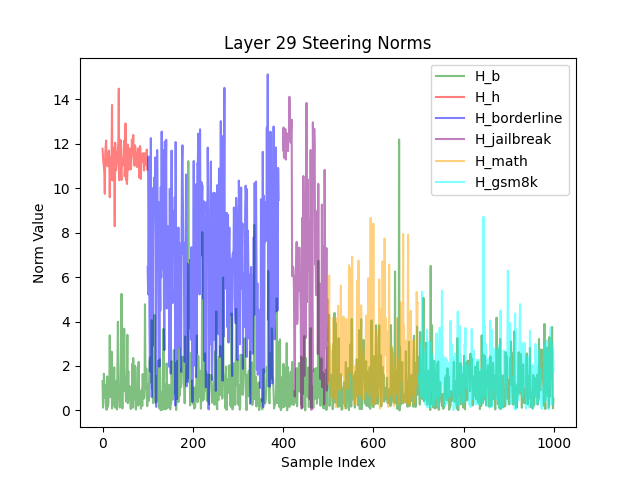 Layer 29 Steering Norms
Norm Value
14
12
10
8
6
4
2
0
H_b
H_h
H_borderline
H_jailbreak
H_math
H_gsm8k
0 200 400 600 800 1000
Sample Index